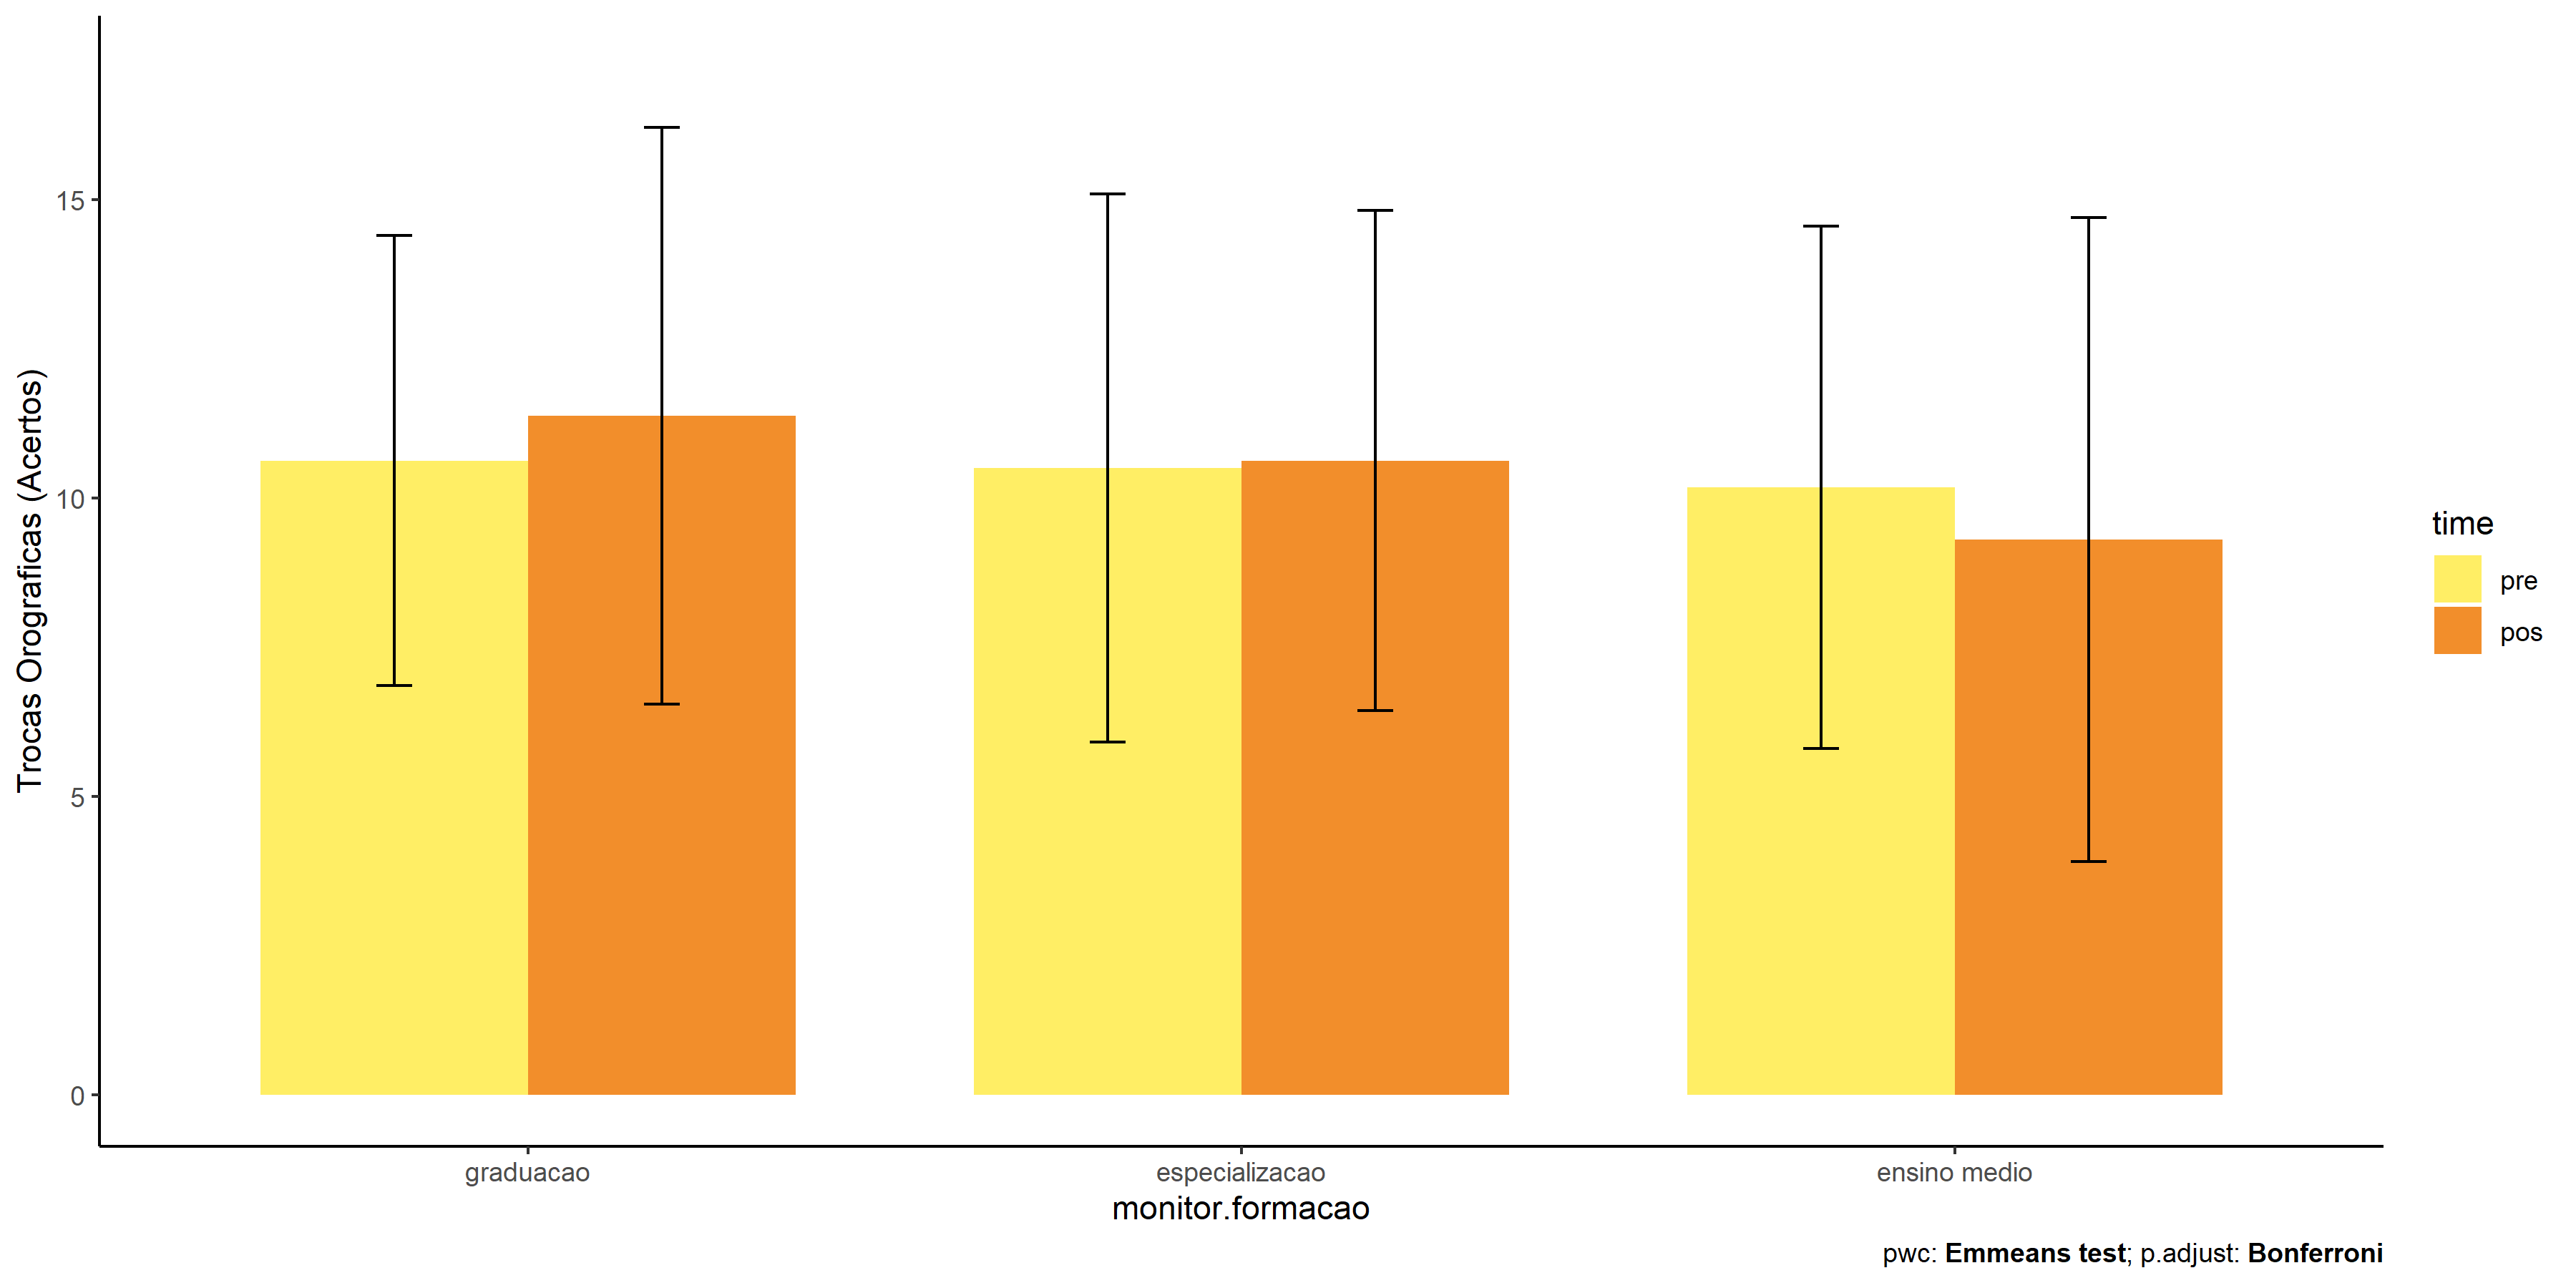 Trocas Orograficas (Acertos)
15
10
5
0
graduacao
especializacao
ensino medio
monitor.formacao
time
pre
pos
pwc: Emmeans test; p.adjust: Bonferroni